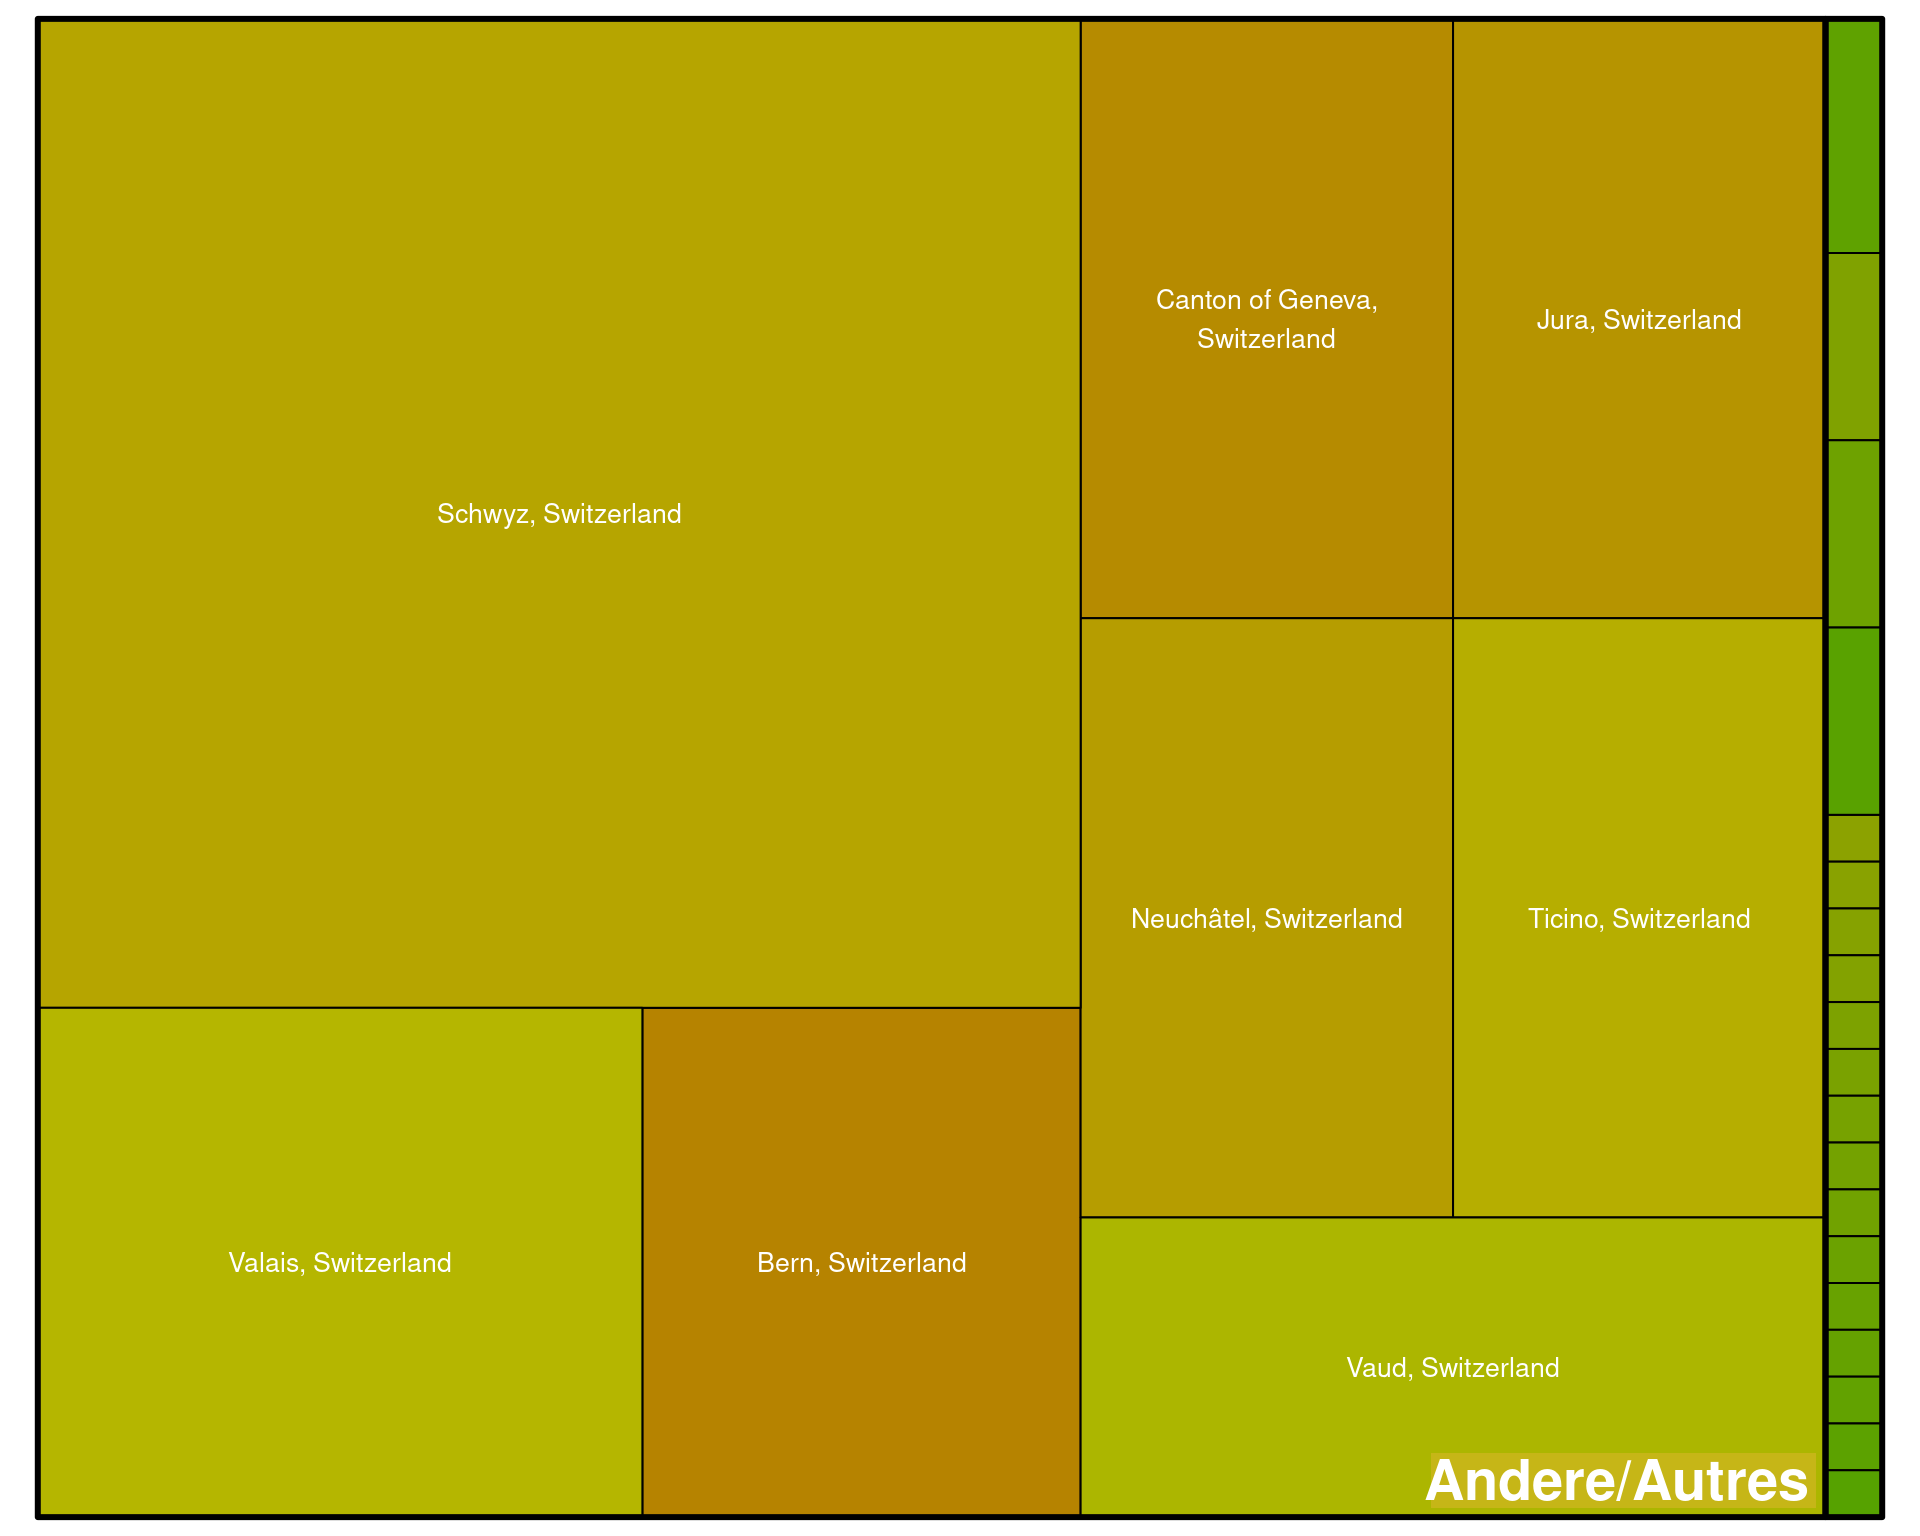 Canton of Geneva,
Switzerland
Jura, Switzerland
Schwyz, Switzerland
Neuchâtel, Switzerland
Ticino, Switzerland
Valais, Switzerland
Bern, Switzerland
Vaud, Switzerland
Andere/Autres